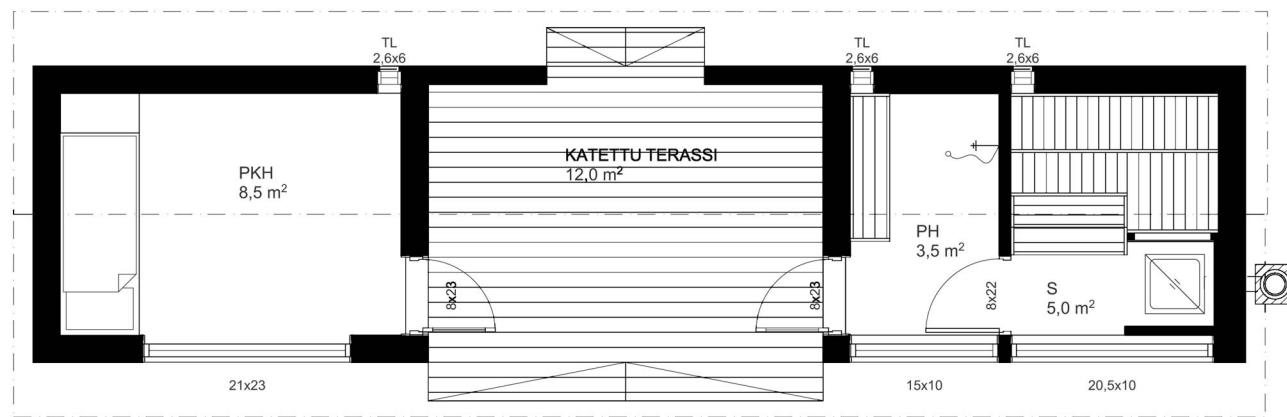 TL
2,6x6
TL
2,6x6
TL
2,6x6
KATETTU TERASSI
12,0 m²
PKH
8,5 m²
PH
3,5 m²
8x23
8x23
8x22
S
5,0 m²
21x23
15x10
20,5x10